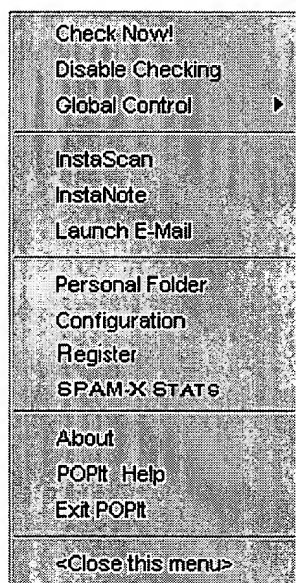 Check Now!
Disable Checking
Global Control
InstaScan
InstaNote
Launch E-Mail
Personal Folder
Configuration
Register
SPAM-X STATS
About
POPIt Help
Exit POPIt
<Close this menu>